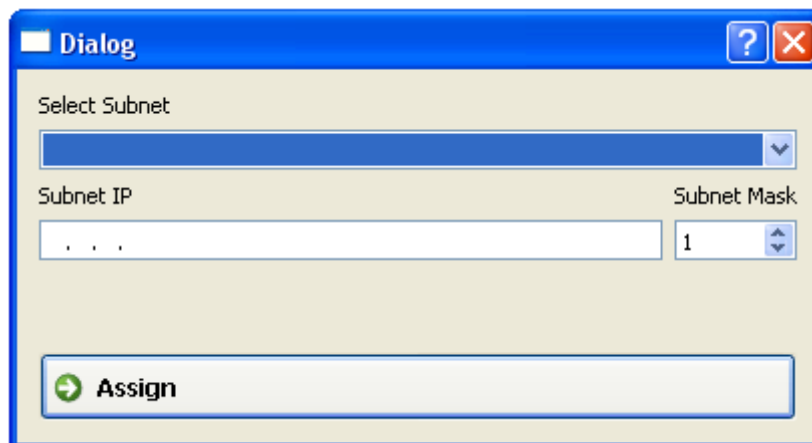 Dialog
?
Select Subnet
Subnet IP Subnet Mask
. . . 1
Assign